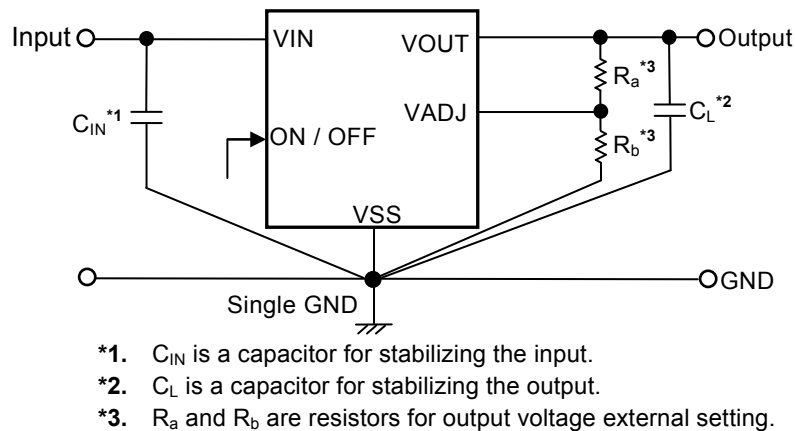 Input VIN VOUT Output
Ra*3
CIN*1 VADJ CL*2
ON / OFF Rb*3
VSS
Single GND GND
*1. CIN is a capacitor for stabilizing the input.
*2. CL is a capacitor for stabilizing the output.
*3. Ra and Rb are resistors for output voltage external setting.